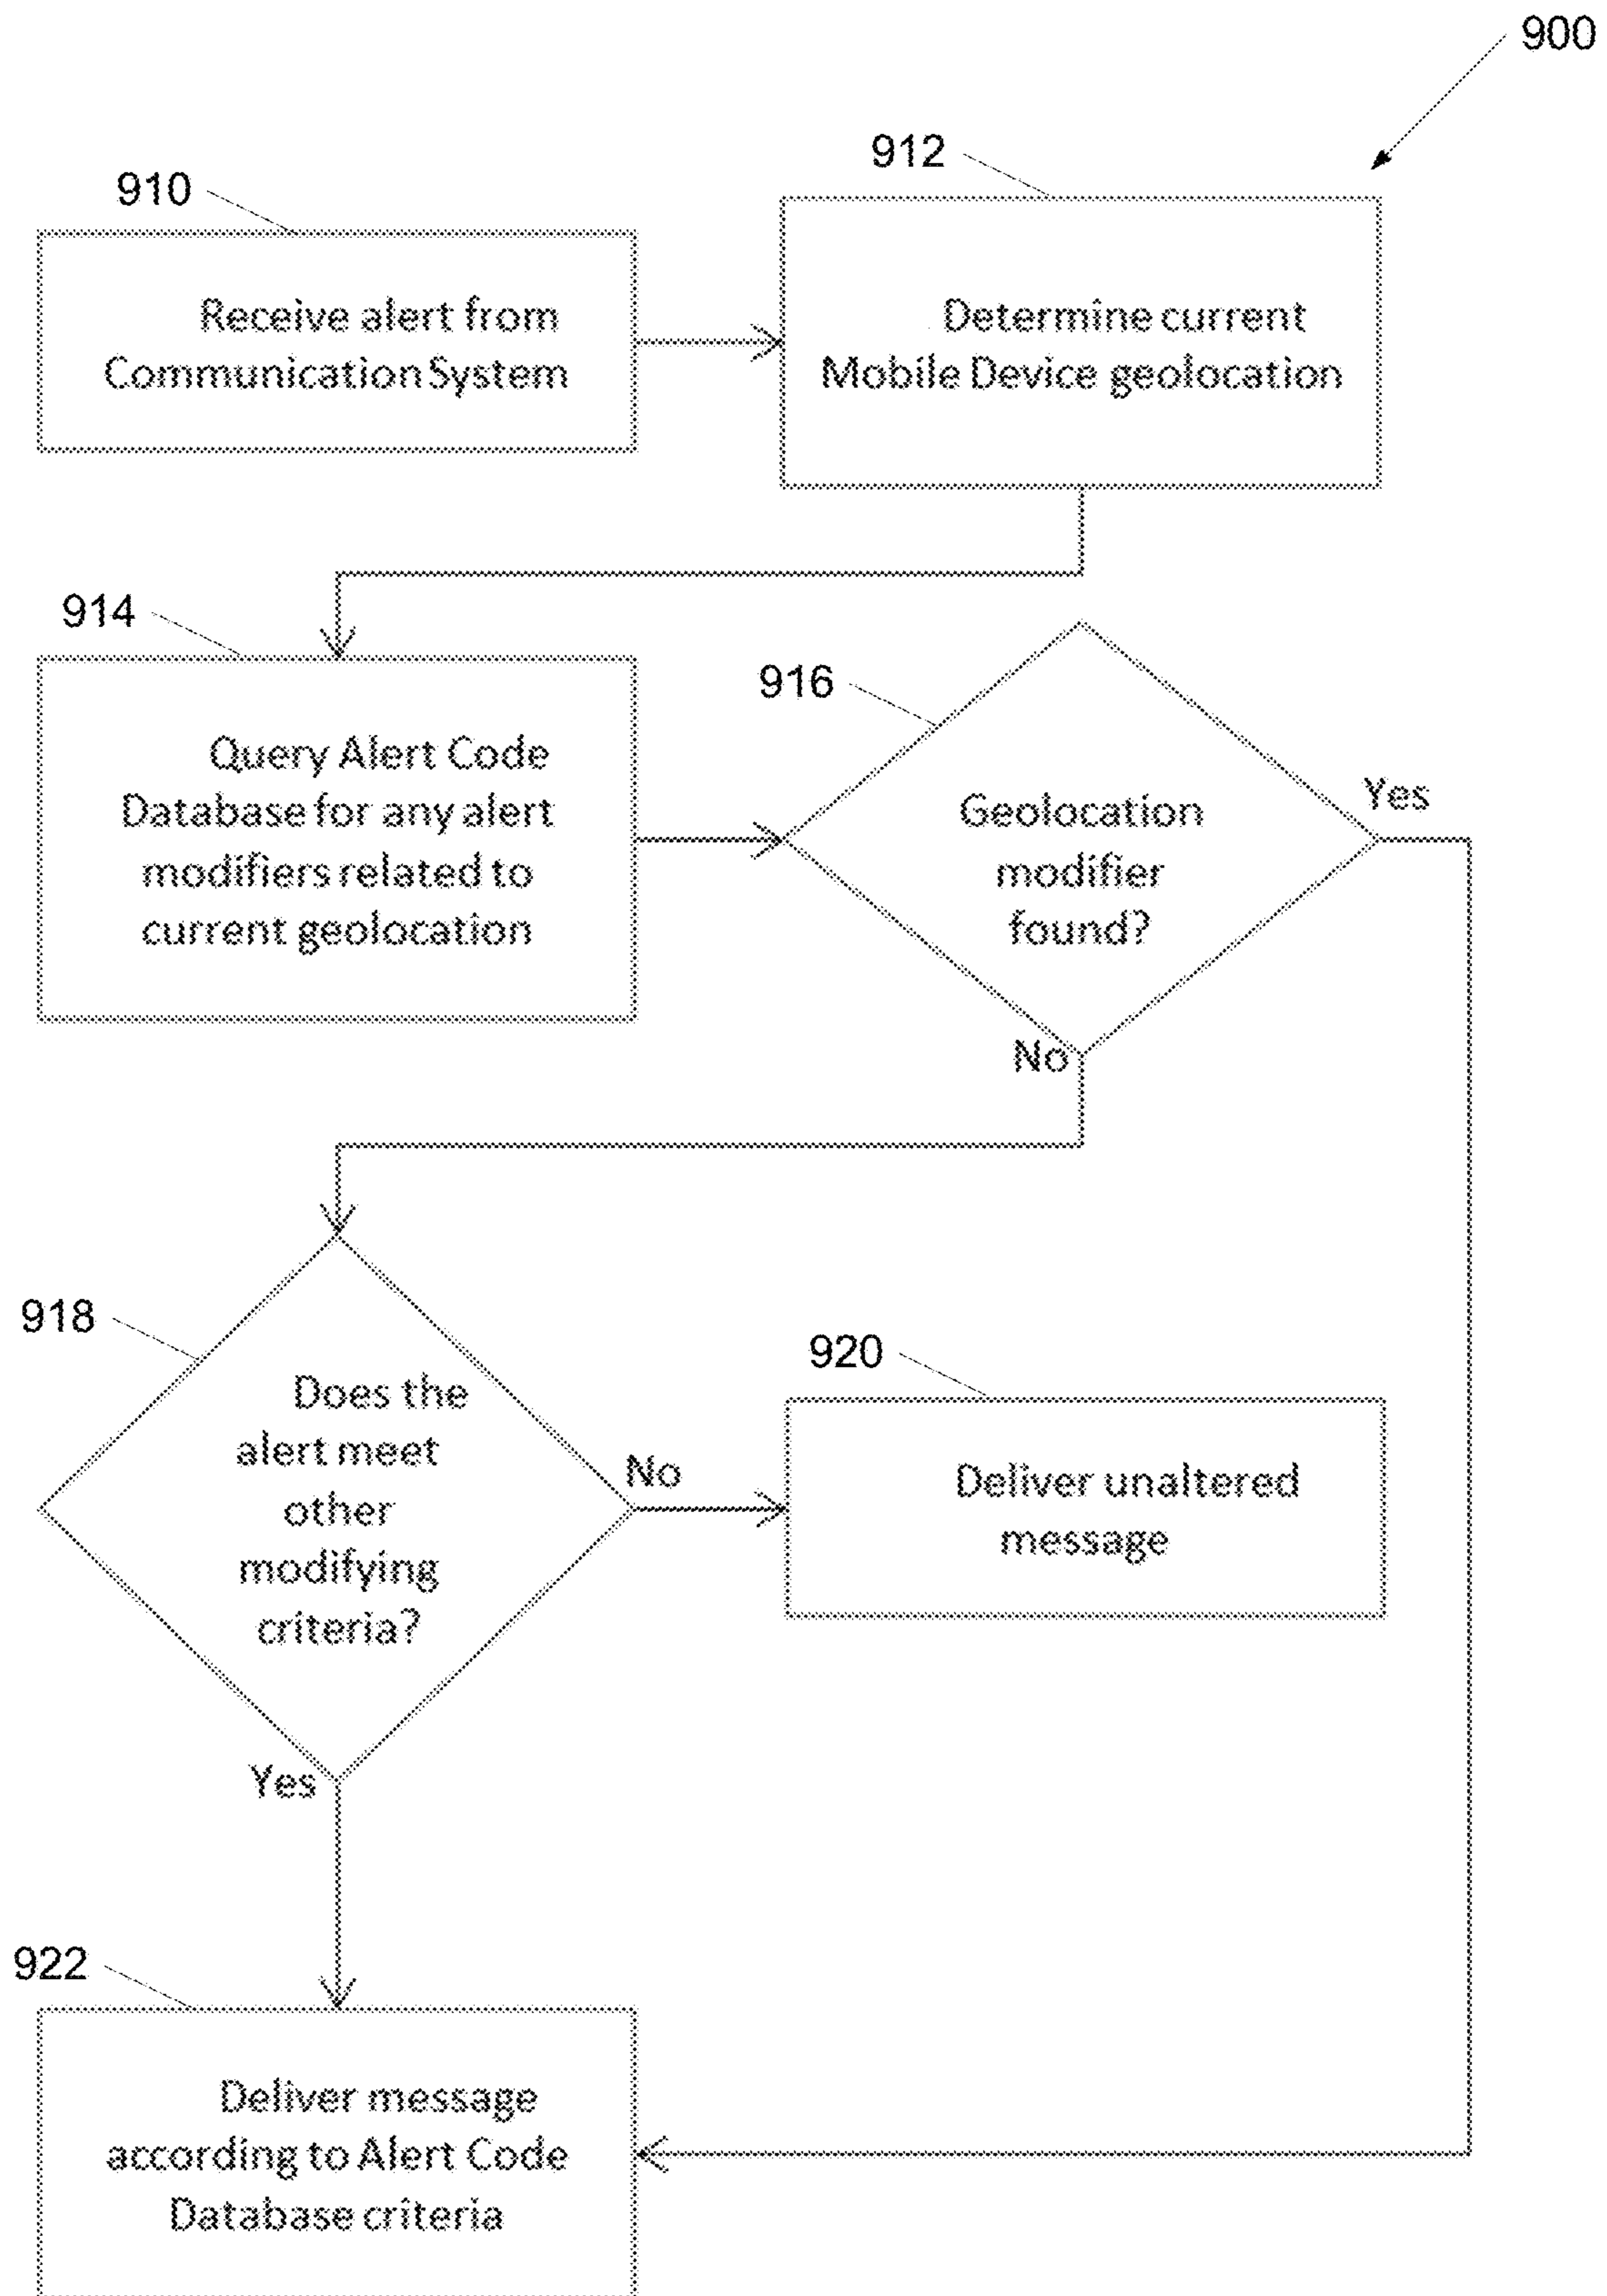 900
910
Receive alert from
Communication System
912
Determine current
Mobile Device geolocation
914
Query Alert Code
Database for any alert
modifiers related to
current geolocation
916
Geolocation
modifier
found?
Yes
No
918
Does the
alert meet
other
modifying
criteria?
No
Yes
920
Deliver unaltered
message
922
Deliver message
according to Alert Code
Database criteria